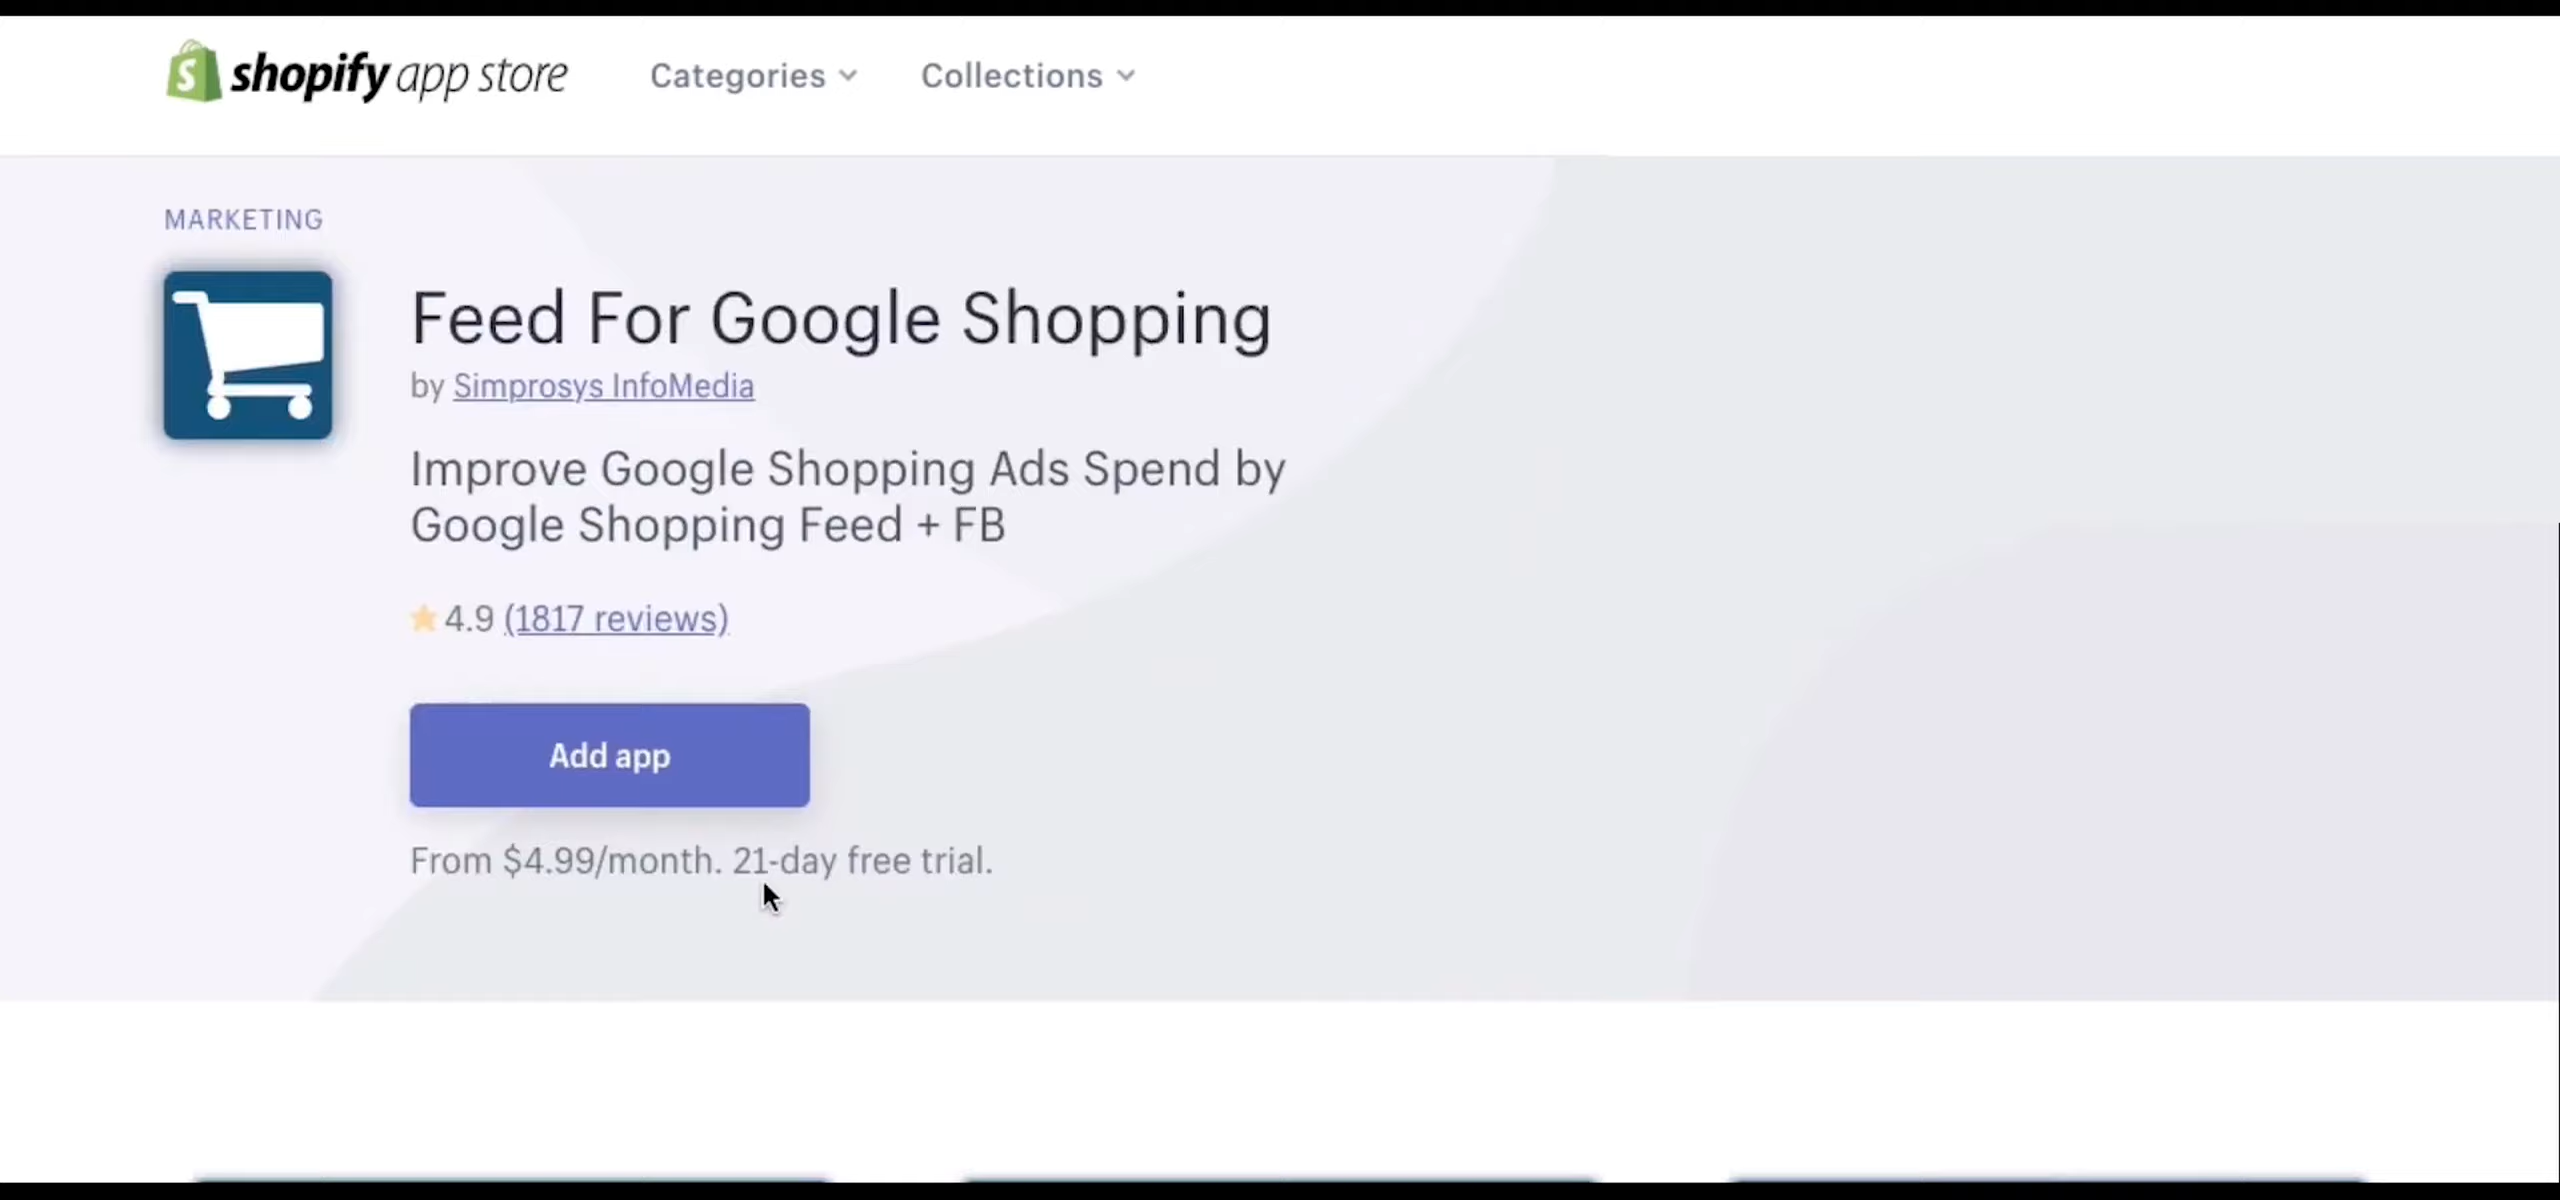 shopify app store
Categories
Collections
MARKETING
Feed For Google Shopping
by Simprosys InfoMedia
Improve Google Shopping Ads Spend by
Google Shopping Feed + FB
4.9 (1817 reviews)
Add app
From $4.99/month. 21-day free trial.